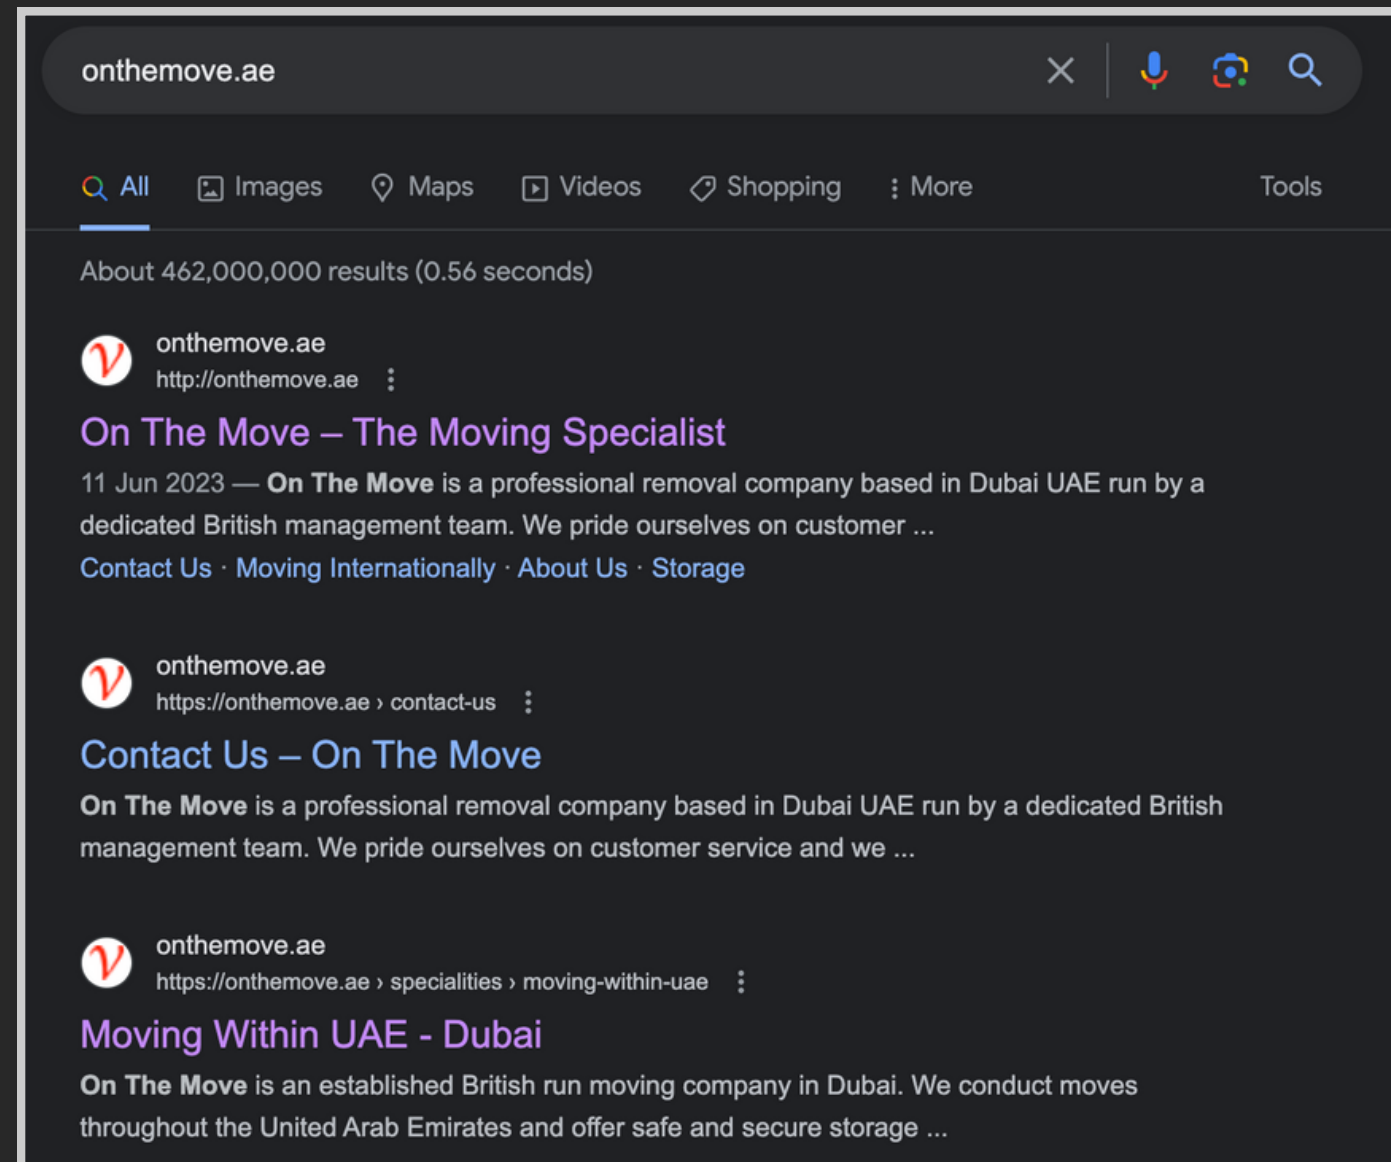 onthemove.ae
All Images Maps Videos Shopping More Tools
About 462,000,000 results (0.56 seconds)
onthemove.ae
http://onthemove.ae
On The Move – The Moving Specialist
11 Jun 2023 — On The Move is a professional removal company based in Dubai UAE run by a
dedicated British management team. We pride ourselves on customer ...
Contact Us · Moving Internationally · About Us · Storage
onthemove.ae
https://onthemove.ae › contact-us
Contact Us – On The Move
On The Move is a professional removal company based in Dubai UAE run by a dedicated British
management team. We pride ourselves on customer service and we ...
onthemove.ae
https://onthemove.ae › specialities › moving-within-uae
Moving Within UAE - Dubai
On The Move is an established British run moving company in Dubai. We conduct moves
throughout the United Arab Emirates and offer safe and secure storage ...